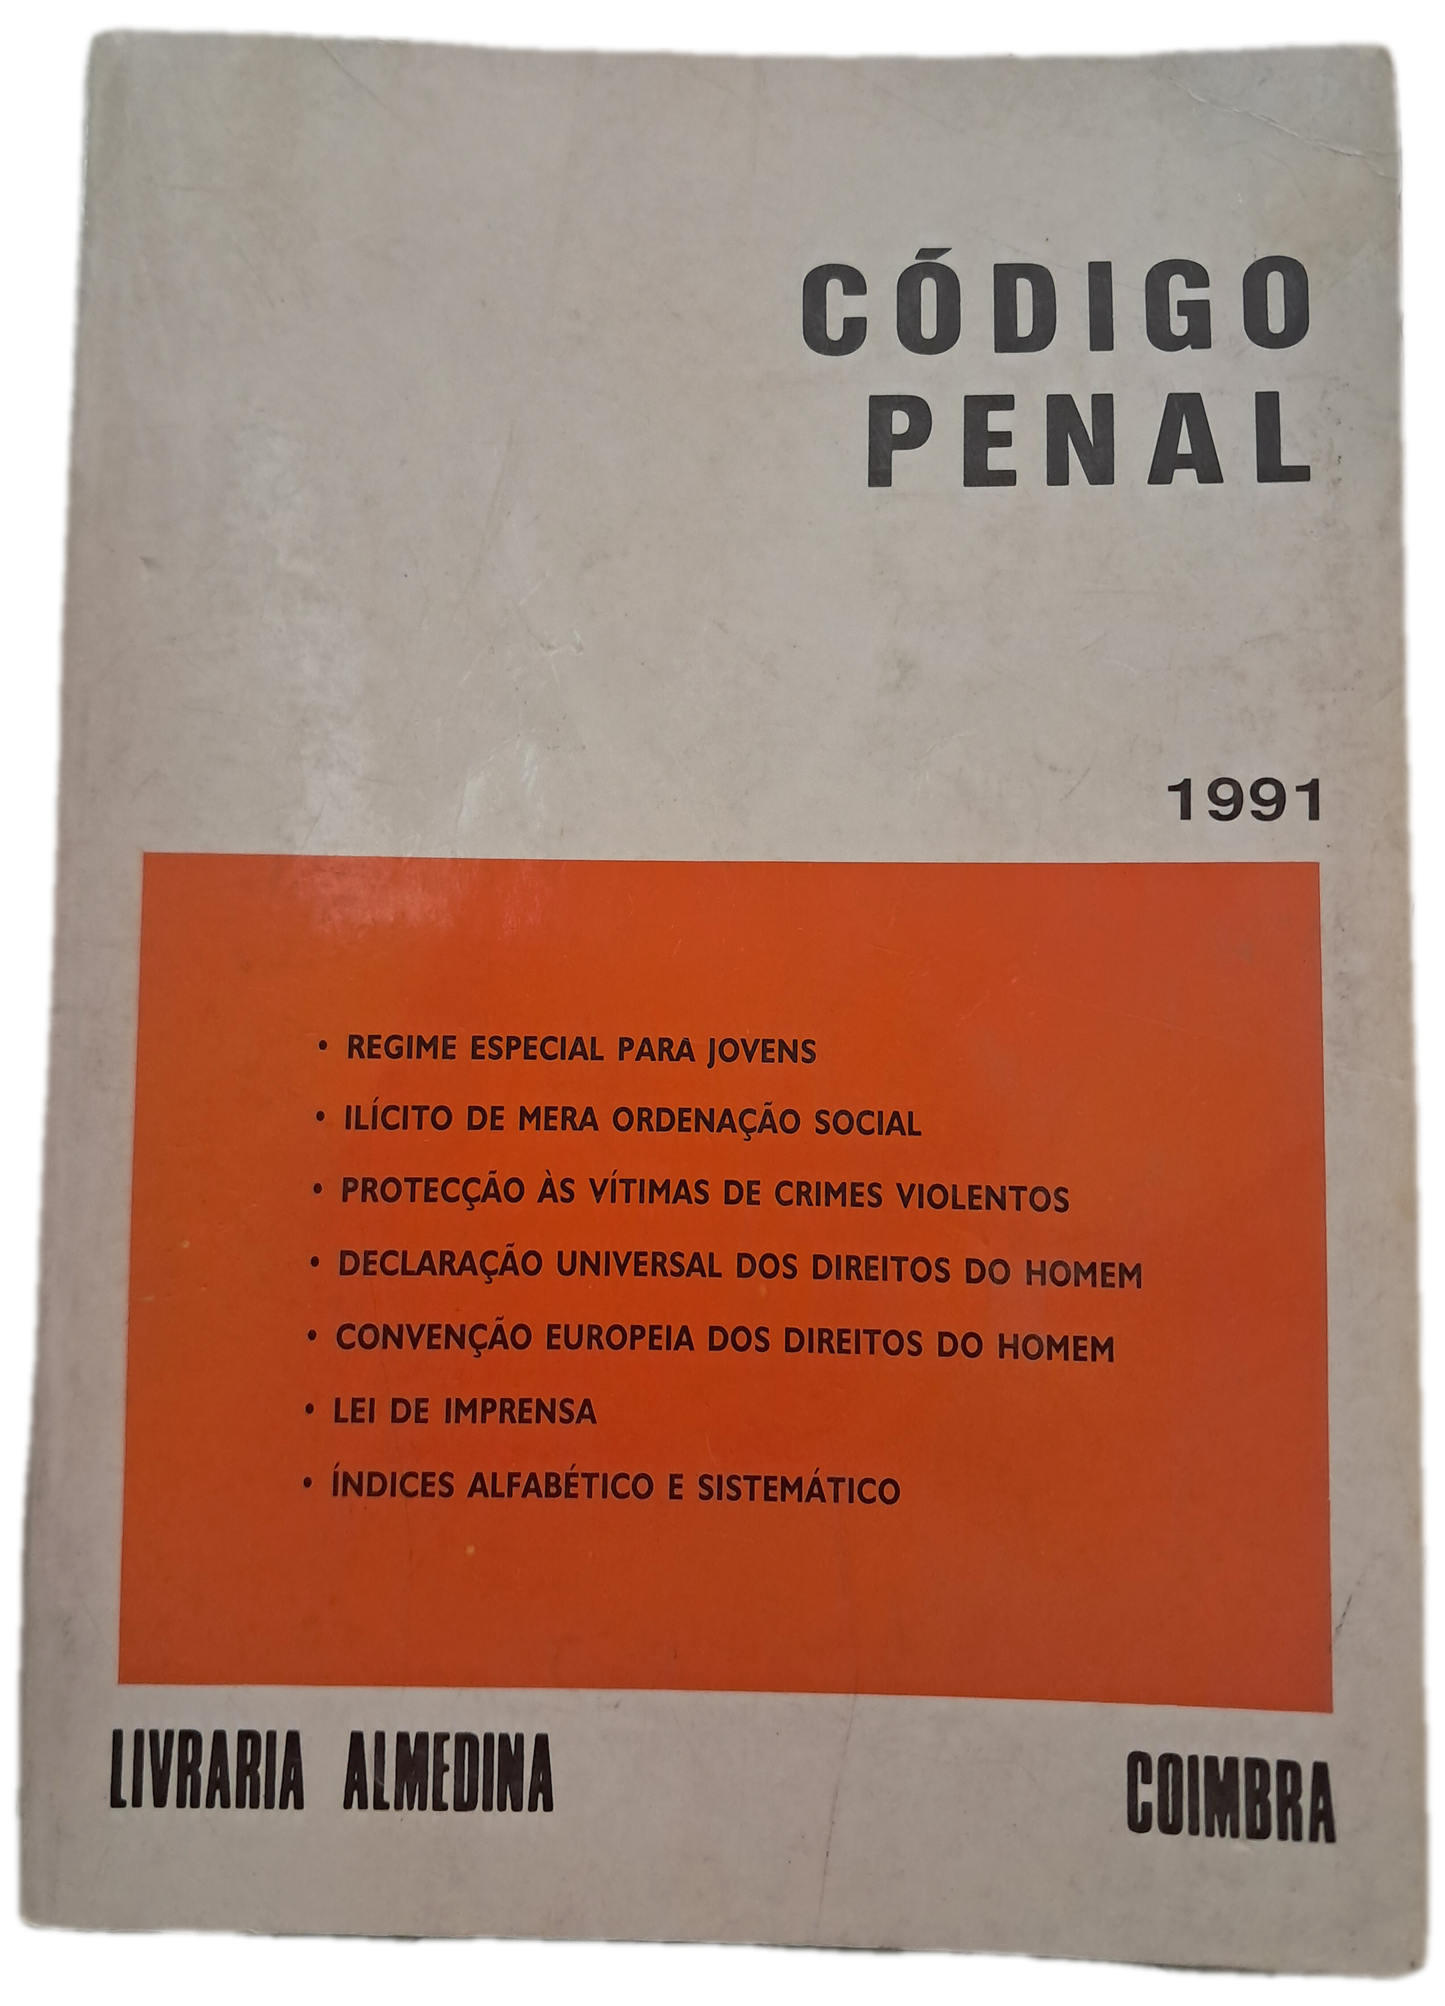 CÓDIGO
PENAL
1991
• REGIME ESPECIAL PARA JOVENS
• ILÍCITO DE MERA ORDENAÇÃO SOCIAL
• PROTECÇÃO ÀS VÍTIMAS DE CRIMES VIOLENTOS
• DECLARAÇÃO UNIVERSAL DOS DIREITOS DO HOMEM
• CONVENÇÃO EUROPEIA DOS DIREITOS DO HOMEM
• LEI DE IMPRENSA
• ÍNDICES ALFABÉTICO E SISTEMÁTICO
LIVRARIA ALMEDINA COIMBRA